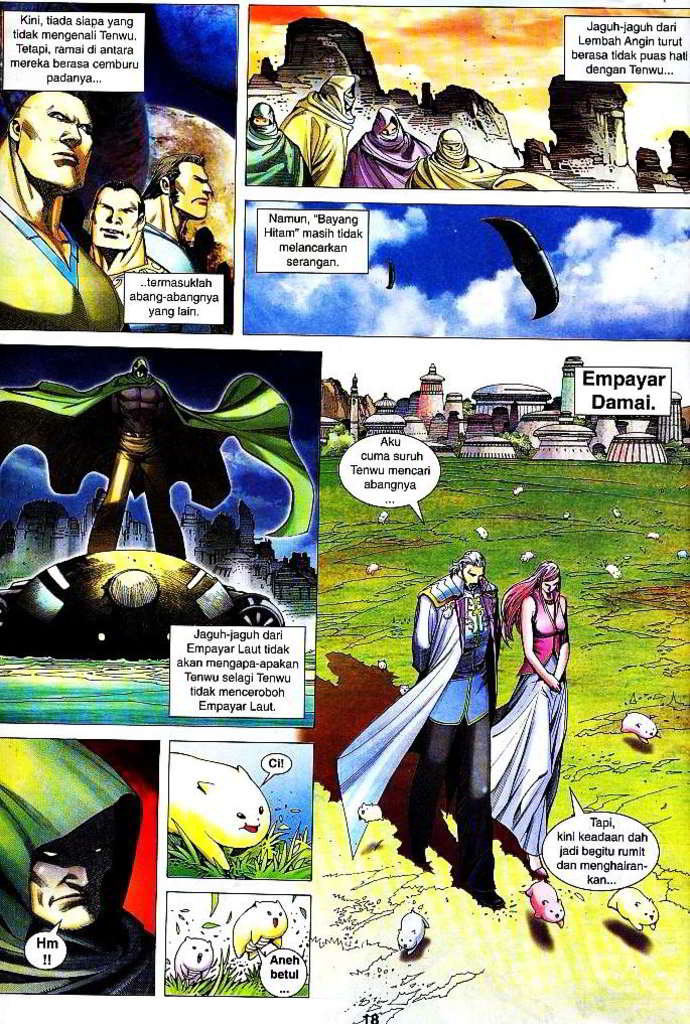 Kini, tiada siapa yang
tidak mengenali Tenwu.
Tetapi, ramai di antara
mereka berasa cemburu
padanya...
..termasuklah
abang-abangnya
yang lain.
Jaguh-jaguh dari
Lembah Angin turut
berasa tidak puas hati
dengan Tenwu...
Namun, "Bayang
Hitam" masih tidak
melancarkan
serangan.
Jaguh-jaguh dari
Empayar Laut tidak
akan mengapa-apakan
Tenwu selagi Tenwu
tidak menceroboh
Empayar Laut.
Empayar
Damai.
Aku
cuma suruh
Tenwu mencari
abangnya
...
Tapi,
kini keadaan dah
jadi begitu rumit
dan menghairan-
kan...
Hm
!!
Ci!
Aneh
betul
...
18